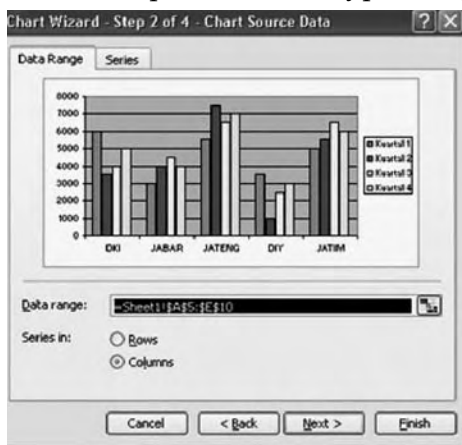 Chart Wizard - Step 2 of 4 - Chart Source Data
Data Range
Series
8000
7000
6000
5000
4000
3000
2000
1000
0
DKI JABAR JATENG DIY JATIM
Kwartal 1
Kwartal 2
Kwartal 3
Kwartal 4
Data range:
=Sheet1!$A$5:$E$10
Series in:
Rows
Columns
Cancel
< Back
Next >
Finish